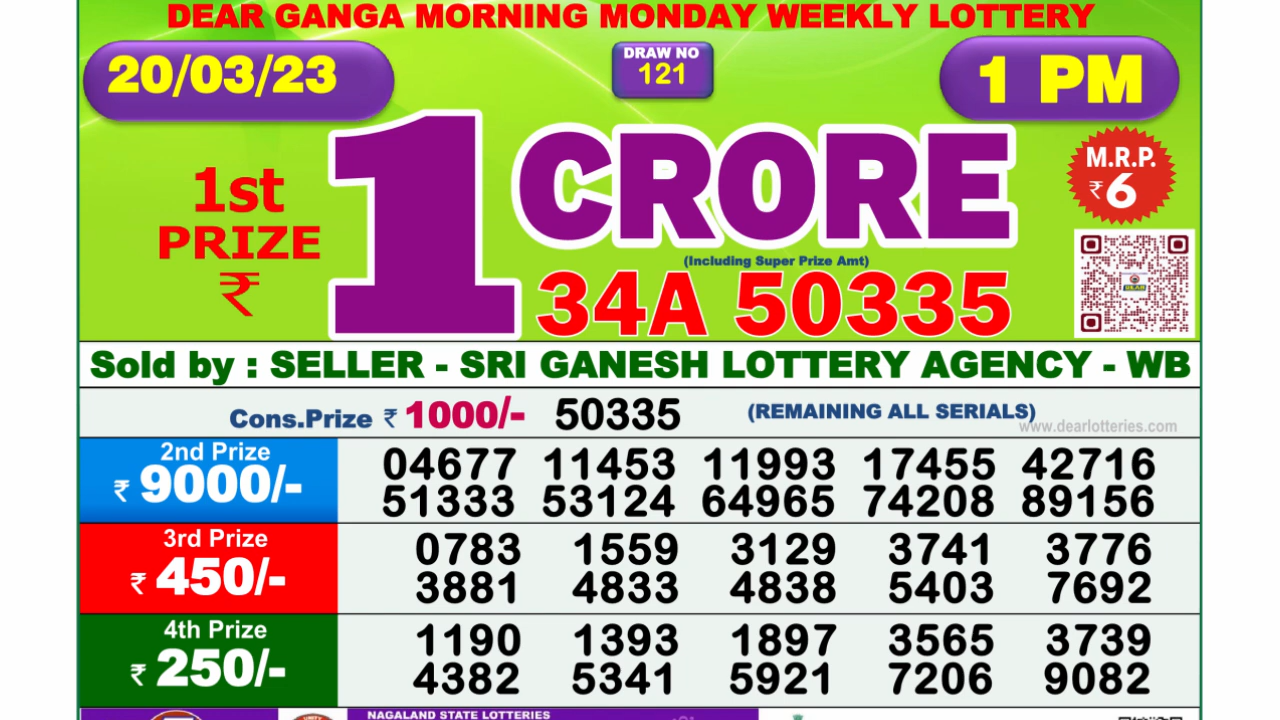 DEAR GANGA MORNING MONDAY WEEKLY LOTTERY
20/03/23
DRAW NO
121
1 PM
1st
PRIZE
₹
1 CRORE
(Including Super Prize Amt)
34A 50335
M.R.P.
₹6
DEAR
Sold by : SELLER - SRI GANESH LOTTERY AGENCY - WB
Cons.Prize ₹ 1000/- 50335 (REMAINING ALL SERIALS)
www.dearlotteries.com
2nd Prize
₹ 9000/-
04677 11453 11993 17455 42716
51333 53124 64965 74208 89156
3rd Prize
₹ 450/-
0783 1559 3129 3741 3776
3881 4833 4838 5403 7692
4th Prize
₹ 250/-
1190 1393 1897 3565 3739
4382 5341 5921 7206 9082
NAGALAND STATE LOTTERIES